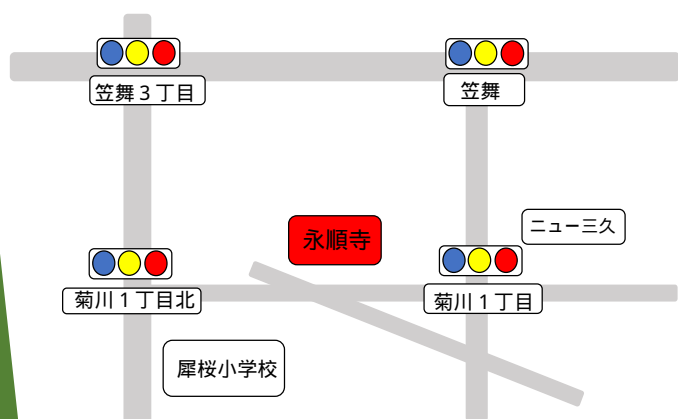 笠舞３丁目
笠舞
永順寺
ニュー三久
菊川１丁目北
菊川１丁目
犀桜小学校